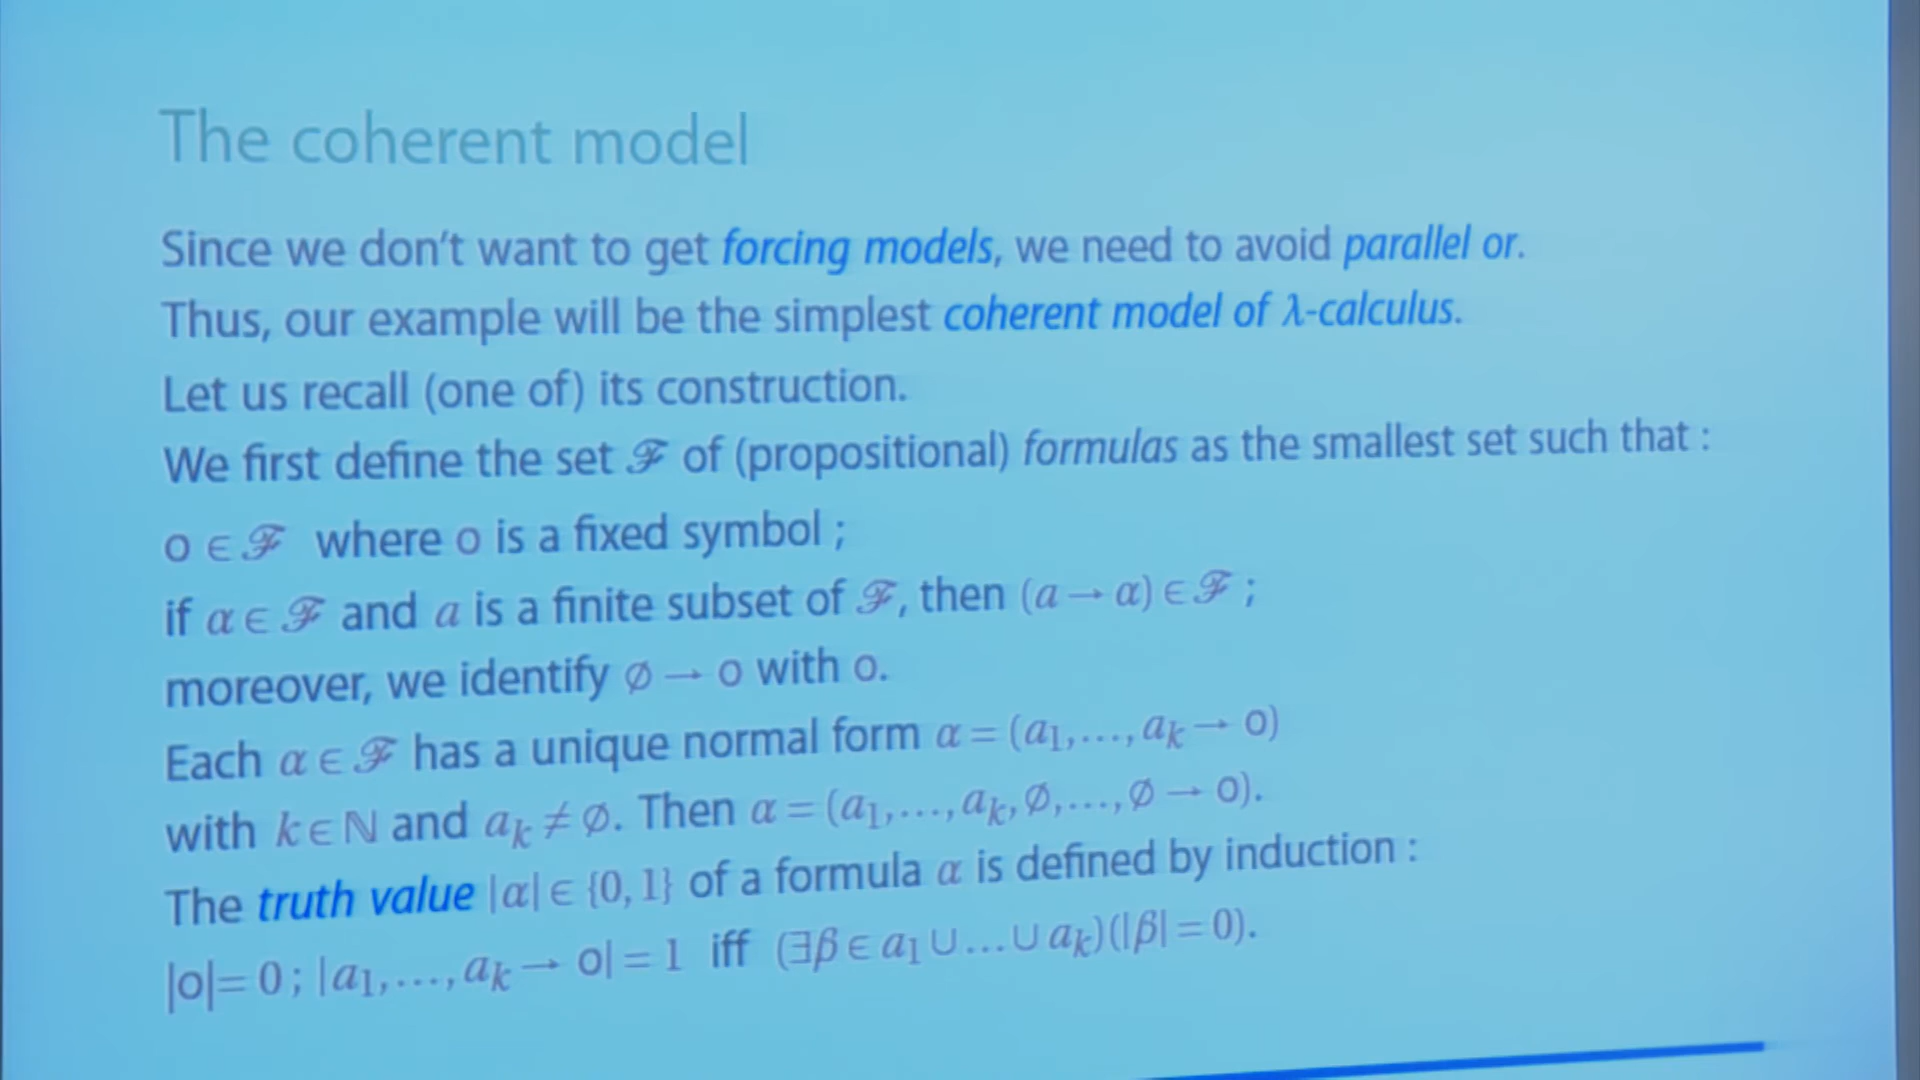 The coherent model
Since we don't want to get forcing models, we need to avoid parallel or.
Thus, our example will be the simplest coherent model of λ-calculus.
Let us recall (one of) its construction.
We first define the set ℱ of (propositional) formulas as the smallest set such that :
o ∈ ℱ where o is a fixed symbol ;
if α ∈ ℱ and a is a finite subset of ℱ, then (a → α) ∈ ℱ ;
moreover, we identify ∅ → o with o.
Each α ∈ ℱ has a unique normal form α = (a₁,…,aₖ → o)
with k ∈ ℕ and aₖ ≠ ∅. Then α = (a₁,…,aₖ,∅,…,∅ → o).
The truth value |α| ∈ {0,1} of a formula α is defined by induction :
|o| = 0 ; |a₁,…,aₖ → o| = 1 iff (∃β ∈ a₁ ∪ … ∪ aₖ)(|β| = 0).